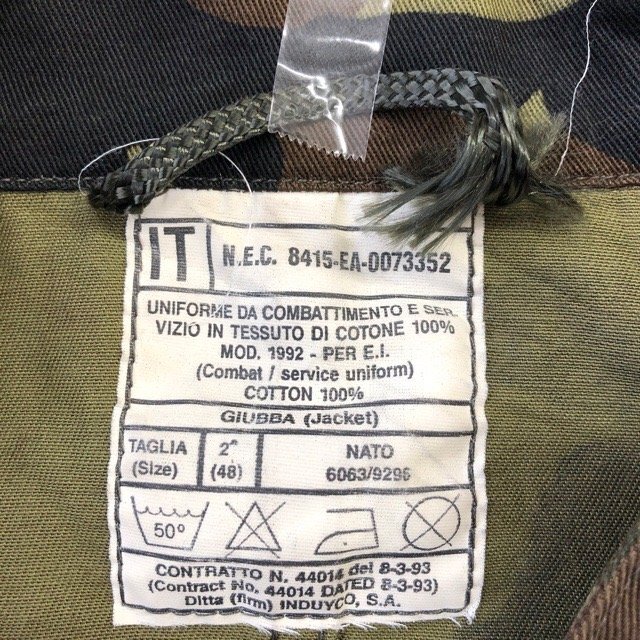 IT
N.E.C. 8415-EA-0073352
UNIFORME DA COMBATTIMENTO E SER.
VIZIO IN TESSUTO DI COTONE 100%
MOD. 1992 - PER E.I.
(Combat / service uniform)
COTTON 100%
GIUBBA (Jacket)
TAGLIA 2ª NATO
(Size) (48) 6063/9296
50°
CONTRATTO N. 44014 del 8-3-93
(Contract No. 44014 DATED 8-3-93)
Ditta (firm) INDUYCO, S.A.